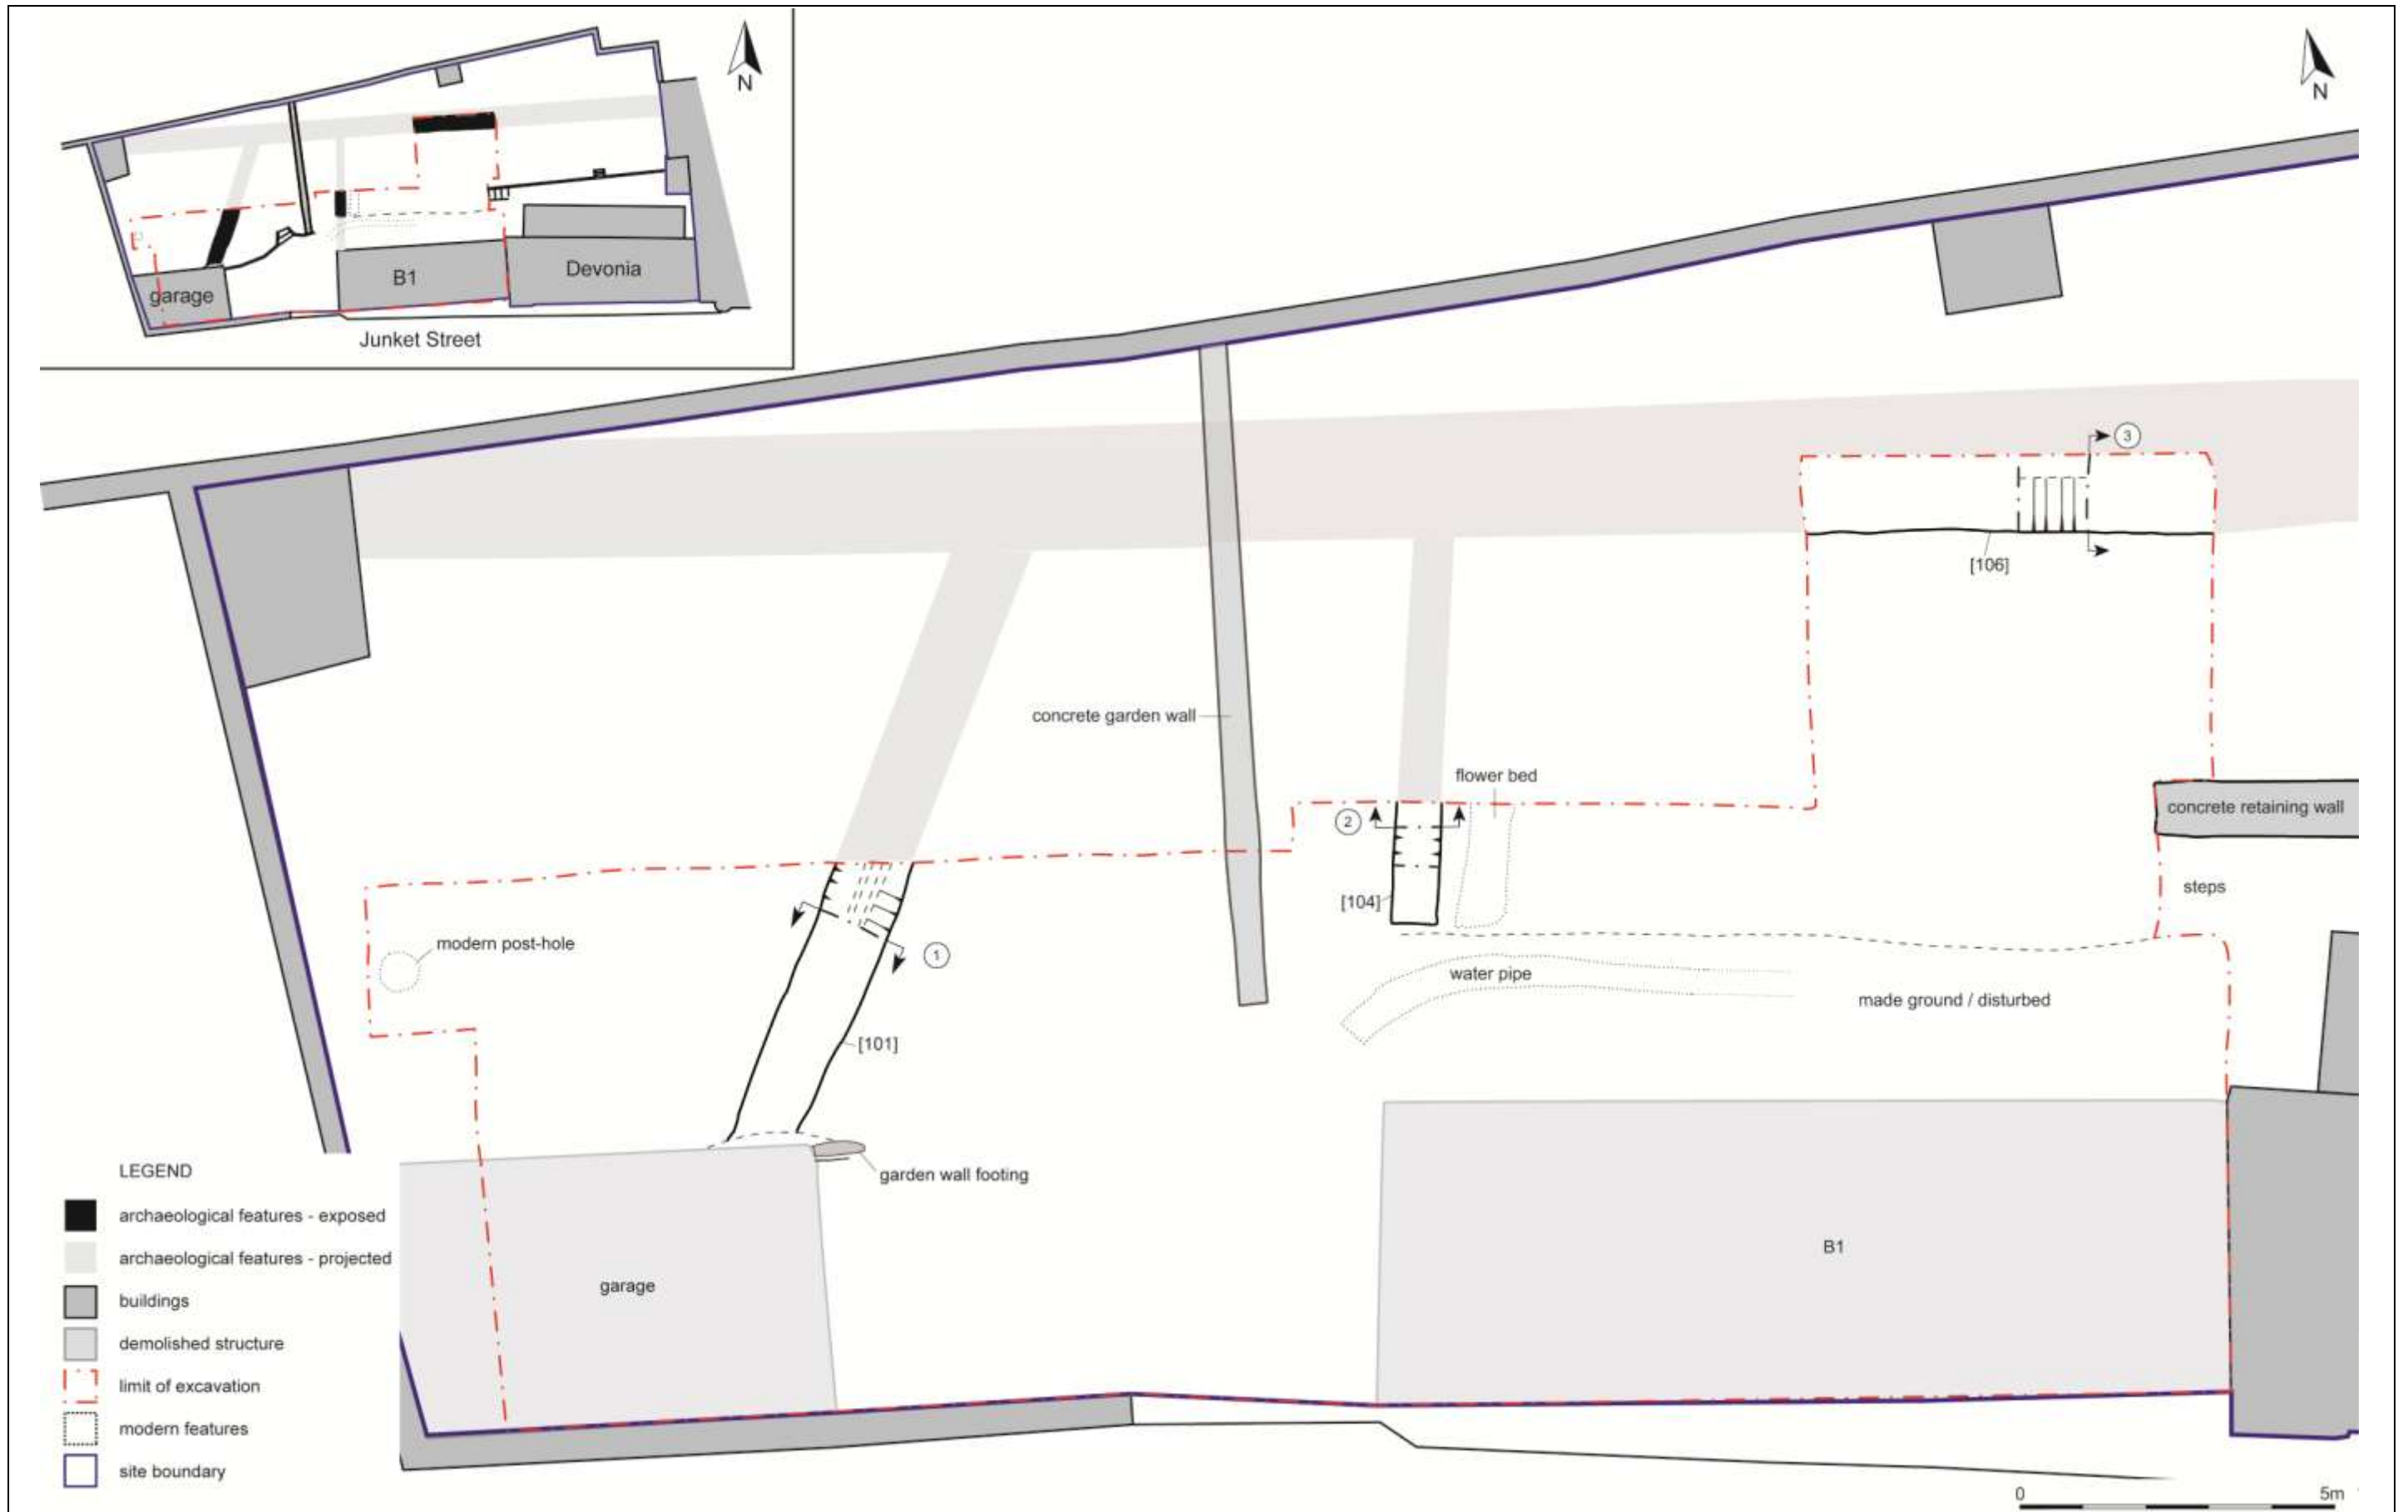 N
garage
B1
Devonia
Junket Street
N
3
[106]
concrete garden wall
flower bed
2
[104]
concrete retaining wall
steps
modern post-hole
1
water pipe
made ground / disturbed
[101]
garden wall footing
garage
B1
LEGEND
archaeological features - exposed
archaeological features - projected
buildings
demolished structure
limit of excavation
modern features
site boundary
0 5m